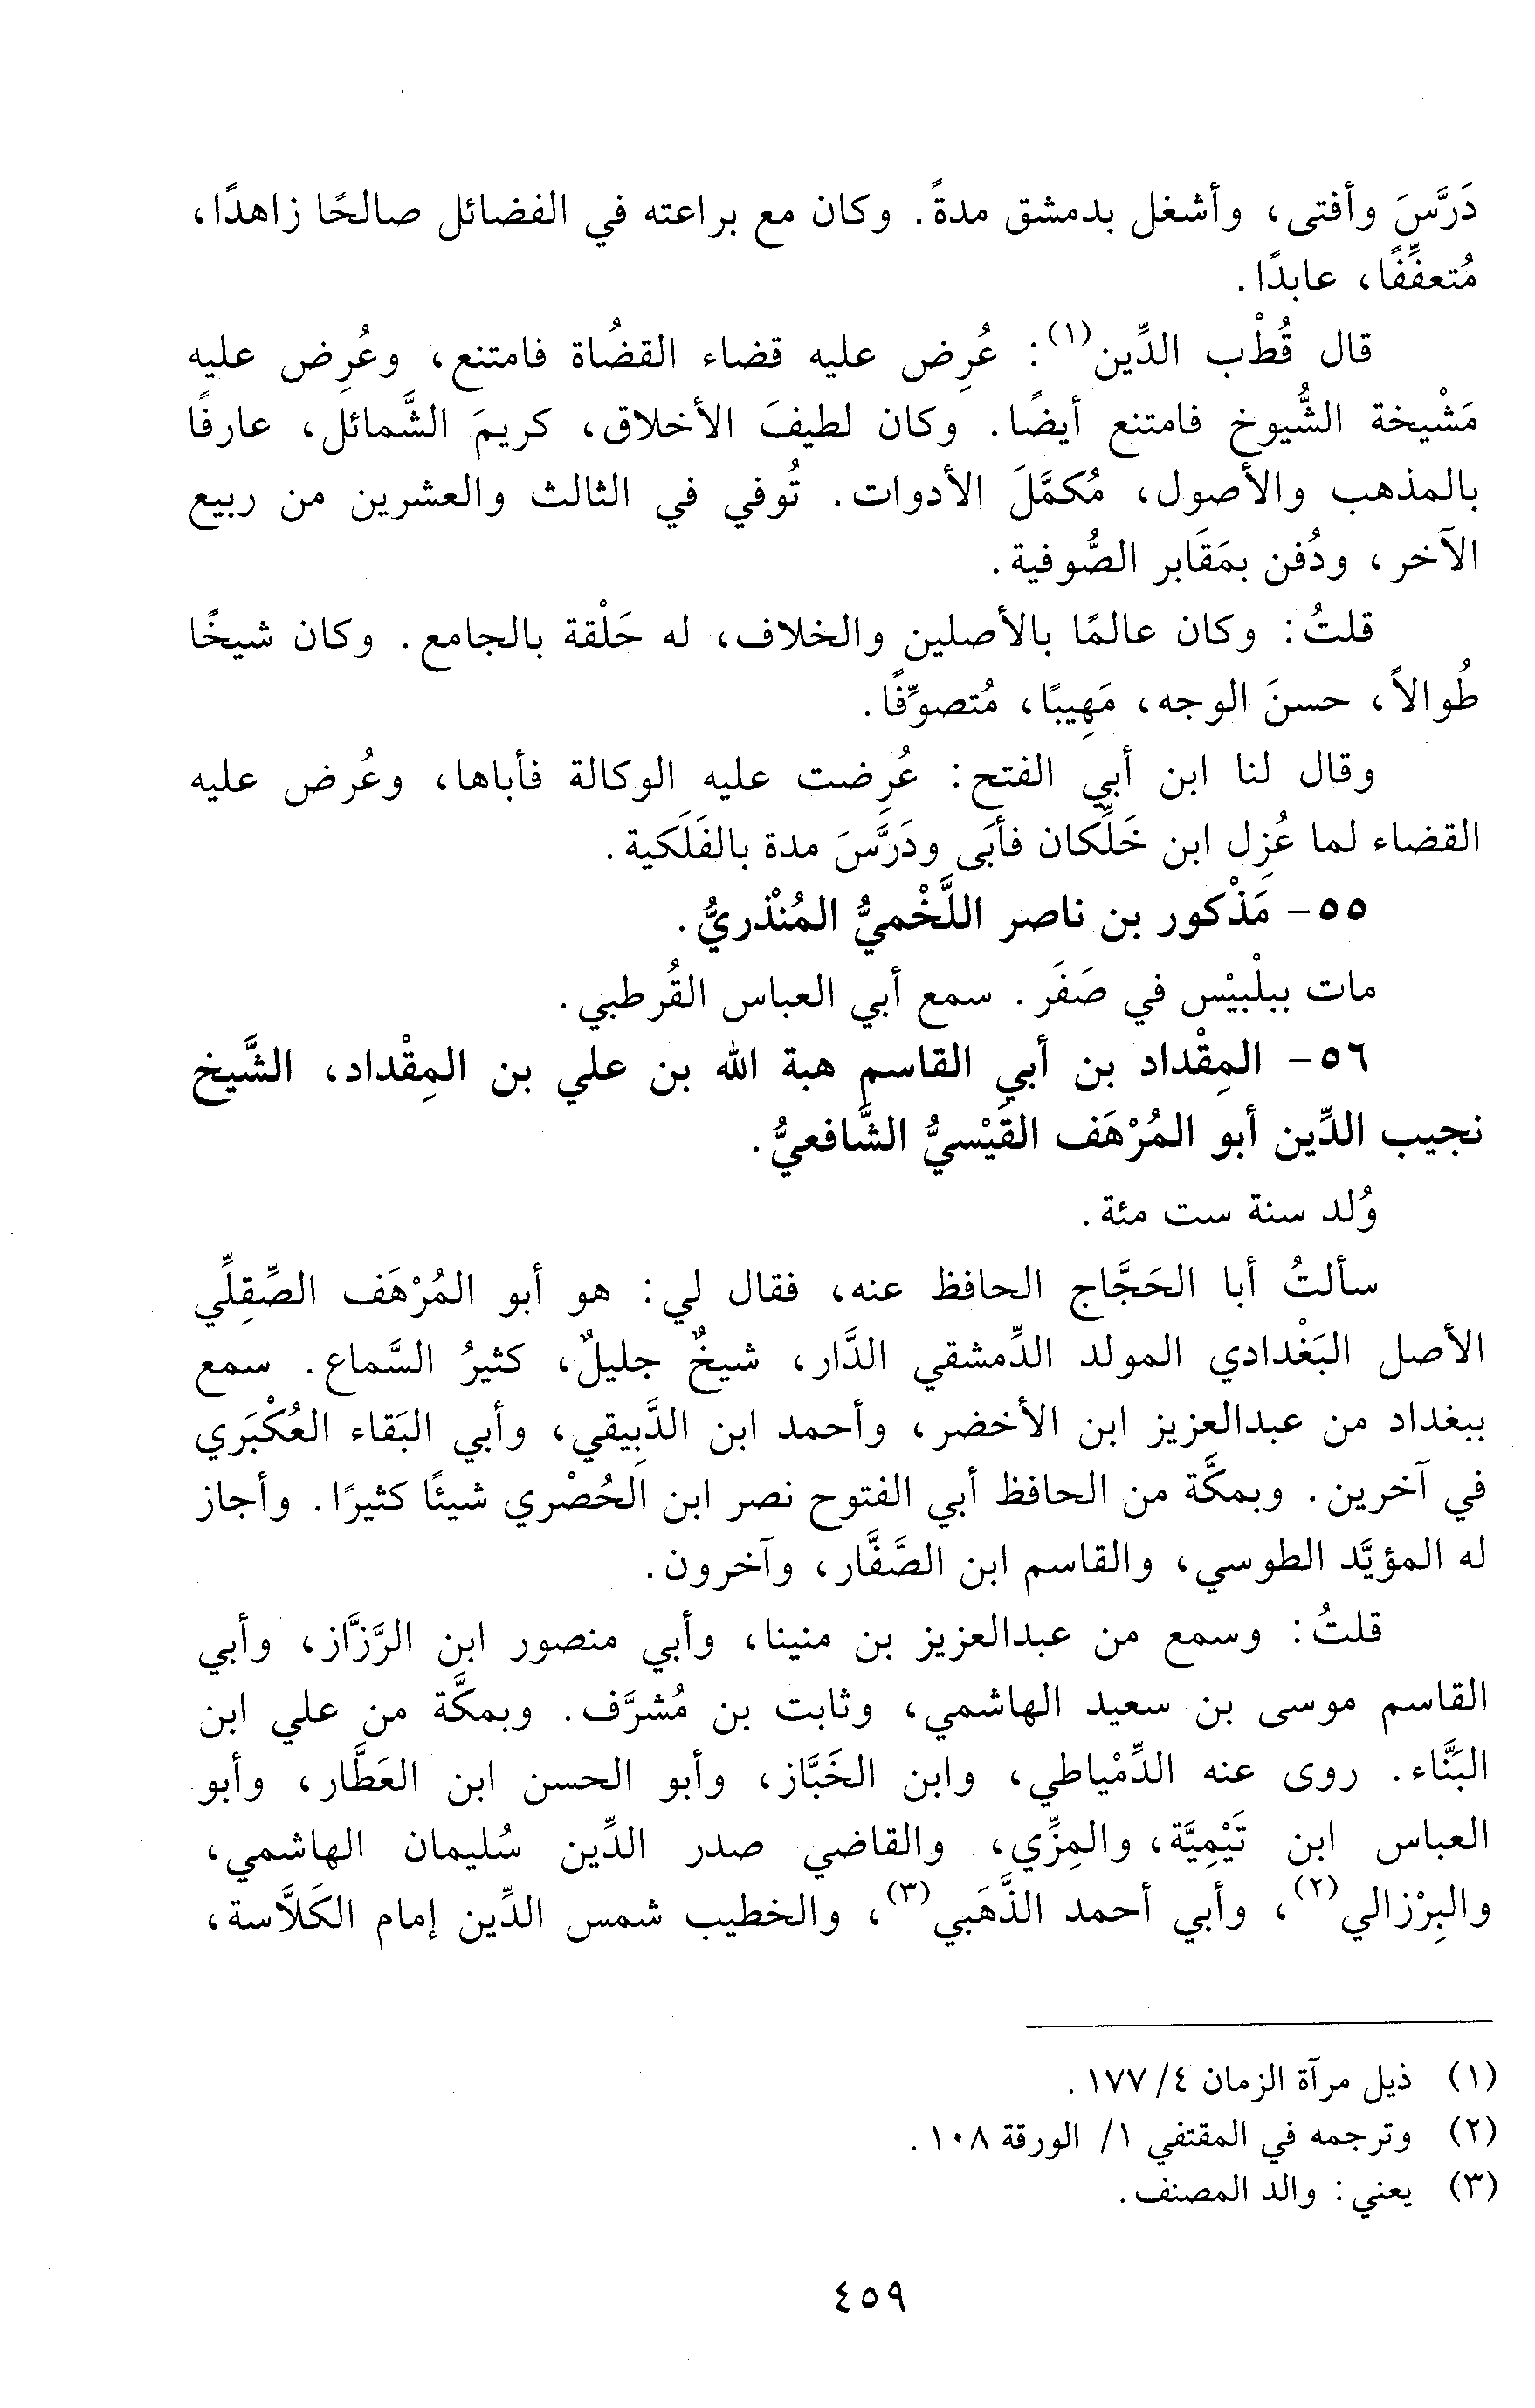 دَرَّسَ وأفتى، وأشغل بدمشق مدةً. وكان مع براعته في الفضائل صالحًا زاهدًا،
مُتعفِّفًا، عابدًا.
قال قُطْب الدِّين(١): عُرِض عليه قضاء القضُاة فامتنع، وعُرِض عليه
مَشْيخة الشُّيوخ فامتنع أيضًا. وكان لطيفَ الأخلاق، كريمَ الشَّمائل، عارفًا
بالمذهب والأصول، مُكمَّلَ الأدوات. تُوفي في الثالث والعشرين من ربيع
الآخر، ودُفن بمَقَابر الصُّوفية.
قلتُ: وكان عالمًا بالأصلين والخلاف، له حَلْقة بالجامع. وكان شيخًا
طُوالاً، حسنَ الوجه، مَهِيبًا، مُتصوِّفًا.
وقال لنا ابن أبي الفتح: عُرِضت عليه الوكالة فأباها، وعُرض عليه
القضاء لما عُزِل ابن خَلِّكان فأبَى ودَرَّسَ مدة بالفَلَكية.
٥٥- مَذْكور بن ناصر اللَّخْميُّ المُنْذريُّ.
مات ببلْبيْس في صَفَر. سمع أبي العباس القُرطبي.
٥٦- المِقْداد بن أبي القاسم هبة الله بن علي بن المِقْداد، الشَّيخ
نجيب الدِّين أبو المُرْهَف القَيْسيُّ الشَّافعيُّ.
وُلد سنة ست مئة.
سألتُ أبا الحَجَّاج الحافظ عنه، فقال لي: هو أبو المُرْهَف الصِّقِلِّي
الأصل البَغْدادي المولد الدِّمشقي الدَّار، شيخٌ جليلٌ، كثيرُ السَّماع. سمع
ببغداد من عبدالعزيز ابن الأخضر، وأحمد ابن الدَّبِيقي، وأبي البَقاء العُكْبَري
في آخرين. وبمكَّة من الحافظ أبي الفتوح نصر ابن الحُصْري شيئًا كثيرًا. وأجاز
له المؤيَّد الطوسي، والقاسم ابن الصَّفَّار، وآخرون.
قلتُ: وسمع من عبدالعزيز بن منينا، وأبي منصور ابن الرَّزَّاز، وأبي
القاسم موسى بن سعيد الهاشمي، وثابت بن مُشرَّف. وبمكَّة من علي ابن
البَنَّاء. روى عنه الدِّمْياطي، وابن الخَبَّاز، وأبو الحسن ابن العَطَّار، وأبو
العباس ابن تَيْمِيَّة، والمِزِّي، والقاضي صدر الدِّين سُليمان الهاشمي،
والبِرْزالي(٢)، وأبي أحمد الذَّهَبي(٣)، والخطيب شمس الدِّين إمام الكَلاَّسة،
(١) ذيل مرآة الزمان ٤/ ١٧٧.
(٢) وترجمه في المقتفي ١/ الورقة ١٠٨.
(٣) يعني: والد المصنف.
٤٥٩